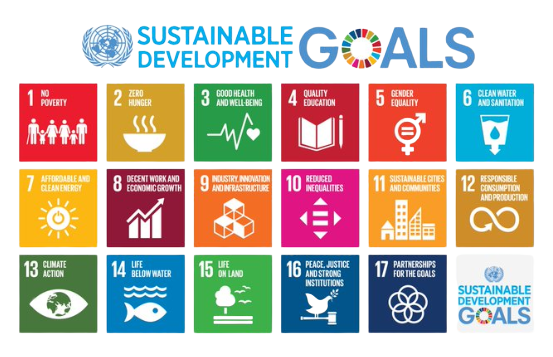 SUSTAINABLE
DEVELOPMENT
GOALS
1 NO
POVERTY
2 ZERO
HUNGER
3 GOOD HEALTH
AND WELL-BEING
4 QUALITY
EDUCATION
5 GENDER
EQUALITY
6 CLEAN WATER
AND SANITATION
7 AFFORDABLE AND
CLEAN ENERGY
8 DECENT WORK AND
ECONOMIC GROWTH
9 INDUSTRY, INNOVATION
AND INFRASTRUCTURE
10 REDUCED
INEQUALITIES
11 SUSTAINABLE CITIES
AND COMMUNITIES
12 RESPONSIBLE
CONSUMPTION
AND PRODUCTION
13 CLIMATE
ACTION
14 LIFE
BELOW WATER
15 LIFE
ON LAND
16 PEACE, JUSTICE
AND STRONG
INSTITUTIONS
17 PARTNERSHIPS
FOR THE GOALS
SUSTAINABLE
DEVELOPMENT
GOALS